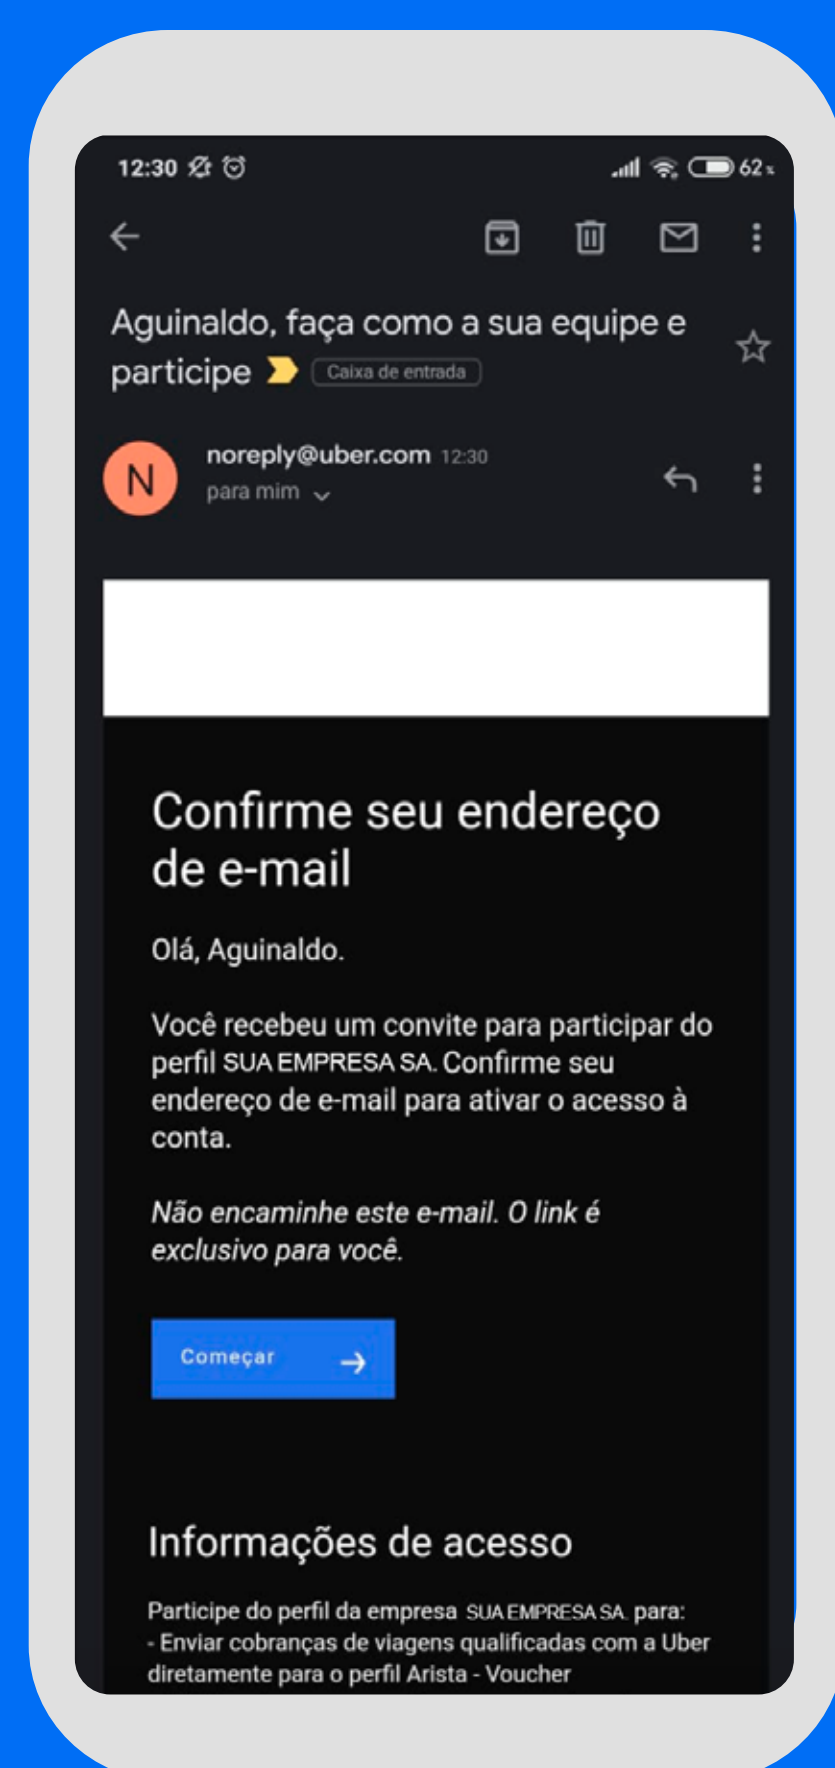 12:30 62%
Aguinaldo, faça como a sua equipe e
participe Caixa de entrada
N
noreply@uber.com 12:30
para mim
Confirme seu endereço
de e-mail
Olá, Aguinaldo.
Você recebeu um convite para participar do
perfil SUA EMPRESA SA. Confirme seu
endereço de e-mail para ativar o acesso à
conta.
Não encaminhe este e-mail. O link é
exclusivo para você.
Começar
Informações de acesso
Participe do perfil da empresa SUA EMPRESA SA. para:
- Enviar cobranças de viagens qualificadas com a Uber
diretamente para o perfil Arista - Voucher